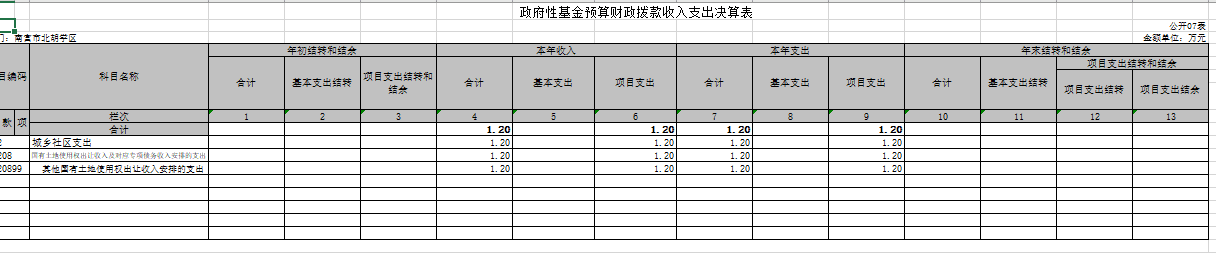 政府性基金预算财政拨款收入支出决算表
公开07表
门：南宫市北明学区 金额单位：万元
目编码 科目名称 年初结转和结余 本年收入 本年支出 年末结转和结余
合计 基本支出结转 项目支出结转和结余 合计 基本支出 项目支出 合计 基本支出 项目支出 合计 基本支出结转 项目支出结转和结余
项目支出结转 项目支出结余
款 项 栏次 1 2 3 4 5 6 7 8 9 10 11 12 13
合计 1.20 1.20 1.20 1.20
2 城乡社区支出 1.20 1.20 1.20 1.20
208 国有土地使用权出让收入及对应专项债务收入安排的支出 1.20 1.20 1.20 1.20
20899 其他国有土地使用权出让收入安排的支出 1.20 1.20 1.20 1.20